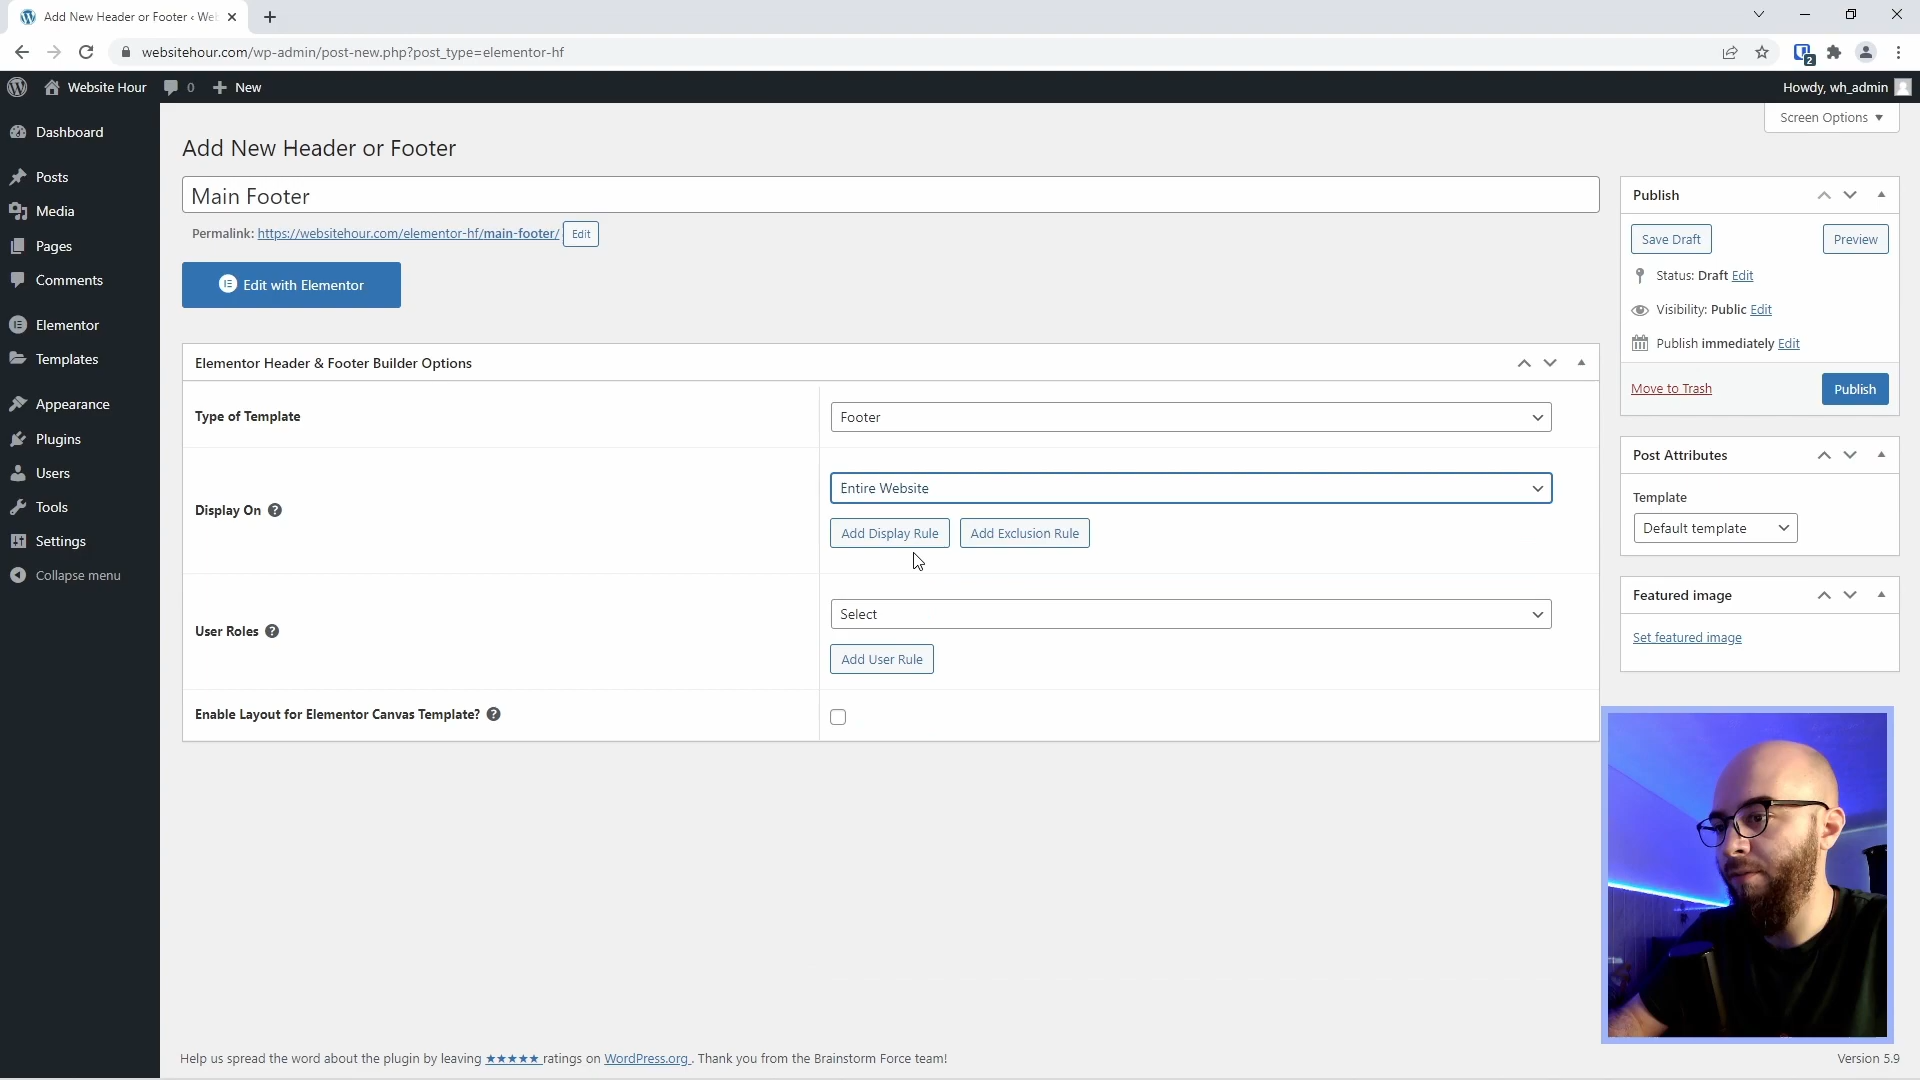 Add New Header or Footer ‹ Web
websitehour.com/wp-admin/post-new.php?post_type=elementor-hf
2
Website Hour
0
New
Howdy, wh_admin
Screen Options
Dashboard
Posts
Media
Pages
Comments
Elementor
Templates
Appearance
Plugins
Users
Tools
Settings
Collapse menu
Add New Header or Footer
Main Footer
Permalink: https://websitehour.com/elementor-hf/main-footer/ Edit
Edit with Elementor
Elementor Header & Footer Builder Options
Type of Template
Footer
Display On
Entire Website
Add Display Rule
Add Exclusion Rule
User Roles
Select
Add User Rule
Enable Layout for Elementor Canvas Template?
Publish
Save Draft
Preview
Status: Draft Edit
Visibility: Public Edit
Publish immediately Edit
Move to Trash
Publish
Post Attributes
Template
Default template
Featured image
Set featured image
Help us spread the word about the plugin by leaving ★★★★★ ratings on WordPress.org . Thank you from the Brainstorm Force team!
Version 5.9